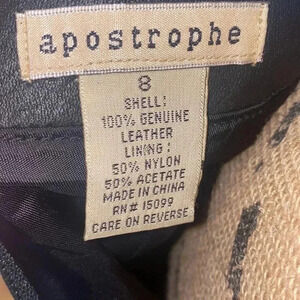 apostrophe
8
SHELL:
100% GENUINE
LEATHER
LINING:
50% NYLON
50% ACETATE
MADE IN CHINA
RN# 15099
CARE ON REVERSE